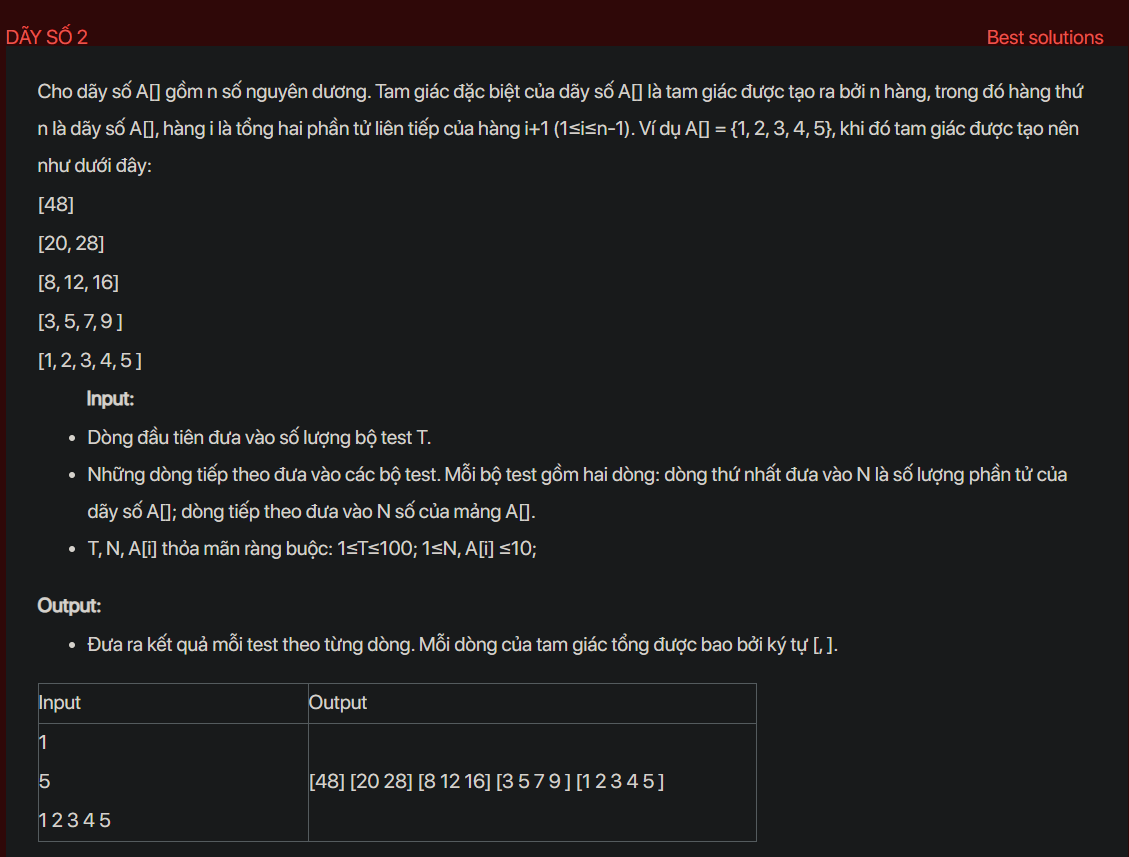 DÃY SỐ 2
Best solutions
Cho dãy số A[] gồm n số nguyên dương. Tam giác đặc biệt của dãy số A[] là tam giác được tạo ra bởi n hàng, trong đó hàng thứ
n là dãy số A[], hàng i là tổng hai phần tử liên tiếp của hàng i+1 (1≤i≤n-1). Ví dụ A[] = {1, 2, 3, 4, 5}, khi đó tam giác được tạo nên
như dưới đây:
[48]
[20, 28]
[8, 12, 16]
[3, 5, 7, 9 ]
[1, 2, 3, 4, 5 ]
Input:
• Dòng đầu tiên đưa vào số lượng bộ test T.
• Những dòng tiếp theo đưa vào các bộ test. Mỗi bộ test gồm hai dòng: dòng thứ nhất đưa vào N là số lượng phần tử của
dãy số A[]; dòng tiếp theo đưa vào N số của mảng A[].
• T, N, A[i] thỏa mãn ràng buộc: 1≤T≤100; 1≤N, A[i] ≤10;
Output:
• Đưa ra kết quả mỗi test theo từng dòng. Mỗi dòng của tam giác tổng được bao bởi ký tự [, ].
Input
Output
1
5
1 2 3 4 5
[48] [20 28] [8 12 16] [3 5 7 9 ] [1 2 3 4 5 ]